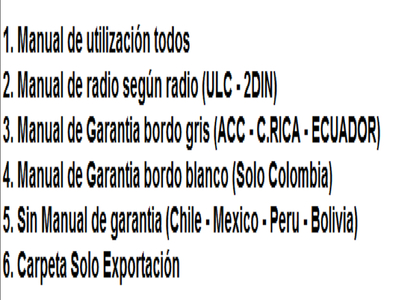 1. Manual de utilización todos
2. Manual de radio según radio (ULC - 2DIN)
3. Manual de Garantia bordo gris (ACC - C.RICA - ECUADOR)
4. Manual de Garantia bordo blanco (Solo Colombia)
5. Sin Manual de garantia (Chile - Mexico - Peru - Bolivia)
6. Carpeta Solo Exportación